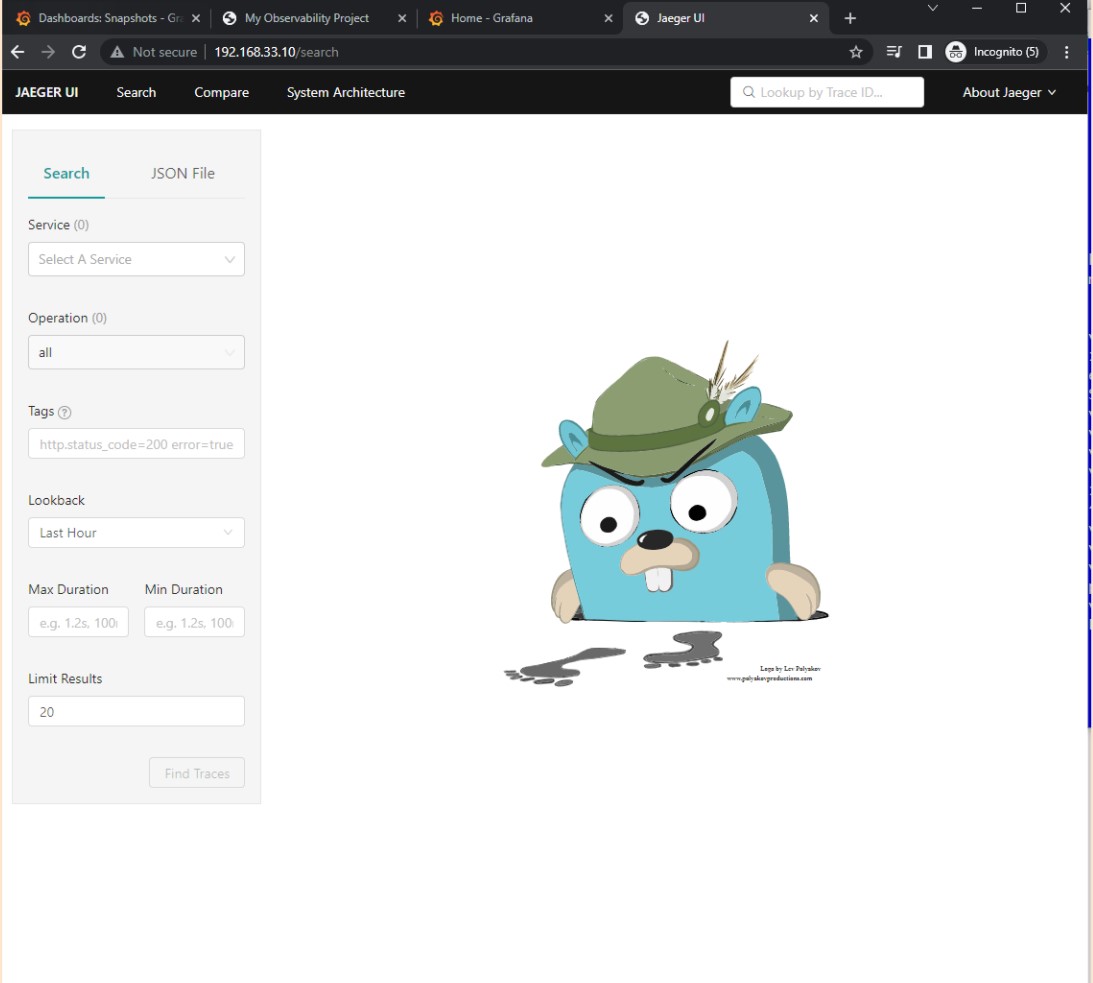 Dashboards: Snapshots - Gra
My Observability Project
Home - Grafana
Jaeger UI
Not secure
192.168.33.10/search
Incognito (5)
JAEGER UI
Search
Compare
System Architecture
Lookup by Trace ID...
About Jaeger
Search
JSON File
Service (0)
Select A Service
Operation (0)
all
Tags ?
http.status_code=200 error=true
Lookback
Last Hour
Max Duration
Min Duration
e.g. 1.2s, 100
e.g. 1.2s, 100
Limit Results
20
Find Traces
Logo by Lev Polyakov
www.polyakovproductions.com